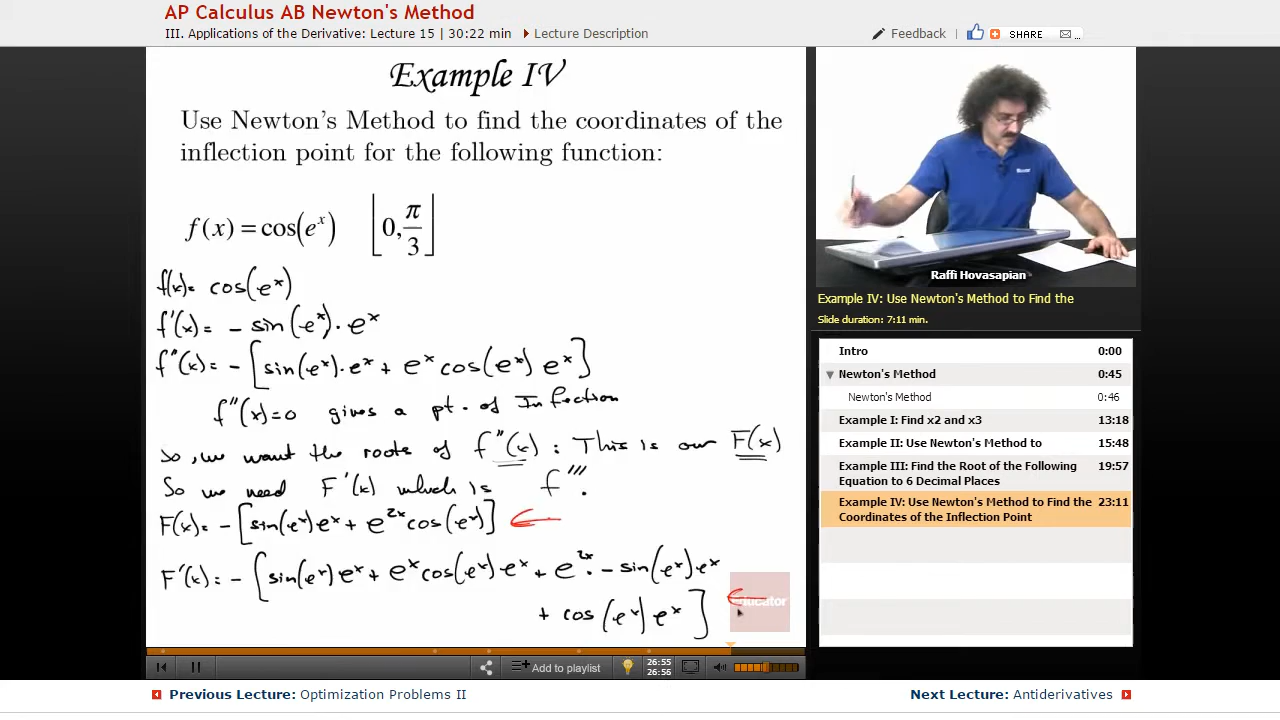 AP Calculus AB Newton's Method
III. Applications of the Derivative: Lecture 15 | 30:22 min Lecture Description
Feedback SHARE
Example IV
Use Newton's Method to find the coordinates of the
inflection point for the following function:
f(x) = cos(e^x) ⌊0, π/3⌋
f(x) = cos(e^x)
f'(x) = - sin(e^x) · e^x
f''(x) = - [sin(e^x) · e^x + e^x cos(e^x) e^x]
f''(x) = 0 gives a pt. of Infection
So, we want the roots of f''(x) : This is our F(x)
So we need F'(x) which is f'''.
F(x) = - [sin(e^x) e^x + e^2x cos(e^x)]
F'(x) = - [sin(e^x) e^x + e^x cos(e^x) e^x + e^2x · - sin(e^x) e^x
+ cos(e^x) e^x]
Raffi Hovasapian
Example IV: Use Newton's Method to Find the
Slide duration: 7:11 min.
Intro 0:00
Newton's Method 0:45
Newton's Method 0:46
Example I: Find x2 and x3 13:18
Example II: Use Newton's Method to 15:48
Example III: Find the Root of the Following 19:57
Equation to 6 Decimal Places
Example IV: Use Newton's Method to Find the 23:11
Coordinates of the Inflection Point
Add to playlist
26:55
26:56
Previous Lecture: Optimization Problems II
Next Lecture: Antiderivatives